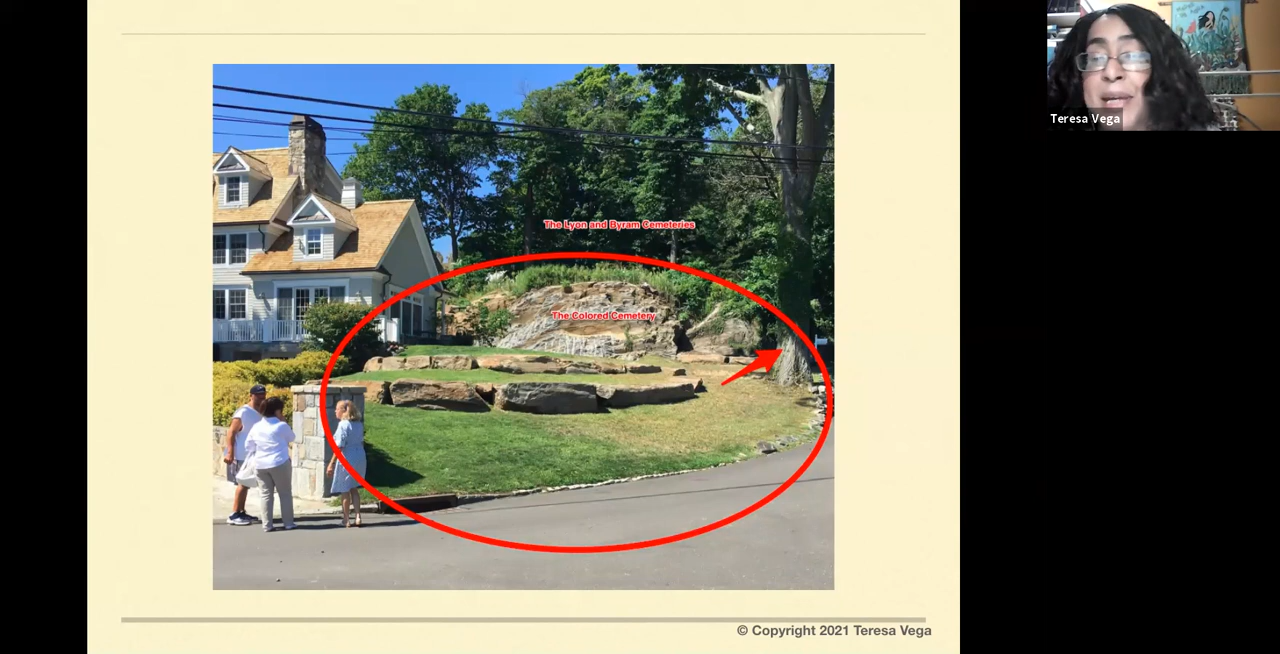 Teresa Vega
The Lyon and Byram Cemeteries
The Colored Cemetery
© Copyright 2021 Teresa Vega